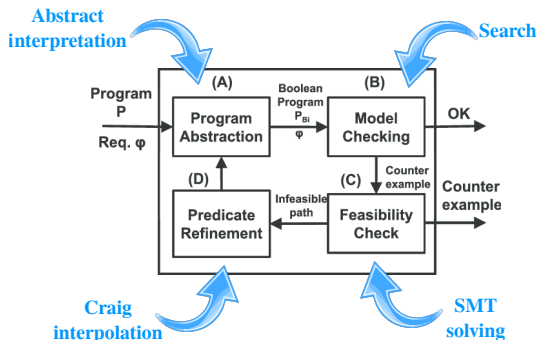 Abstract
interpretation
Search
(A)
(B)
Program
P
Req. φ
Program
Abstraction
Boolean
Program
P_Bi
φ
Model
Checking
OK
(D)
(C)
Counter
example
Predicate
Refinement
Infeasible
path
Feasibility
Check
Counter
example
Craig
interpolation
SMT
solving